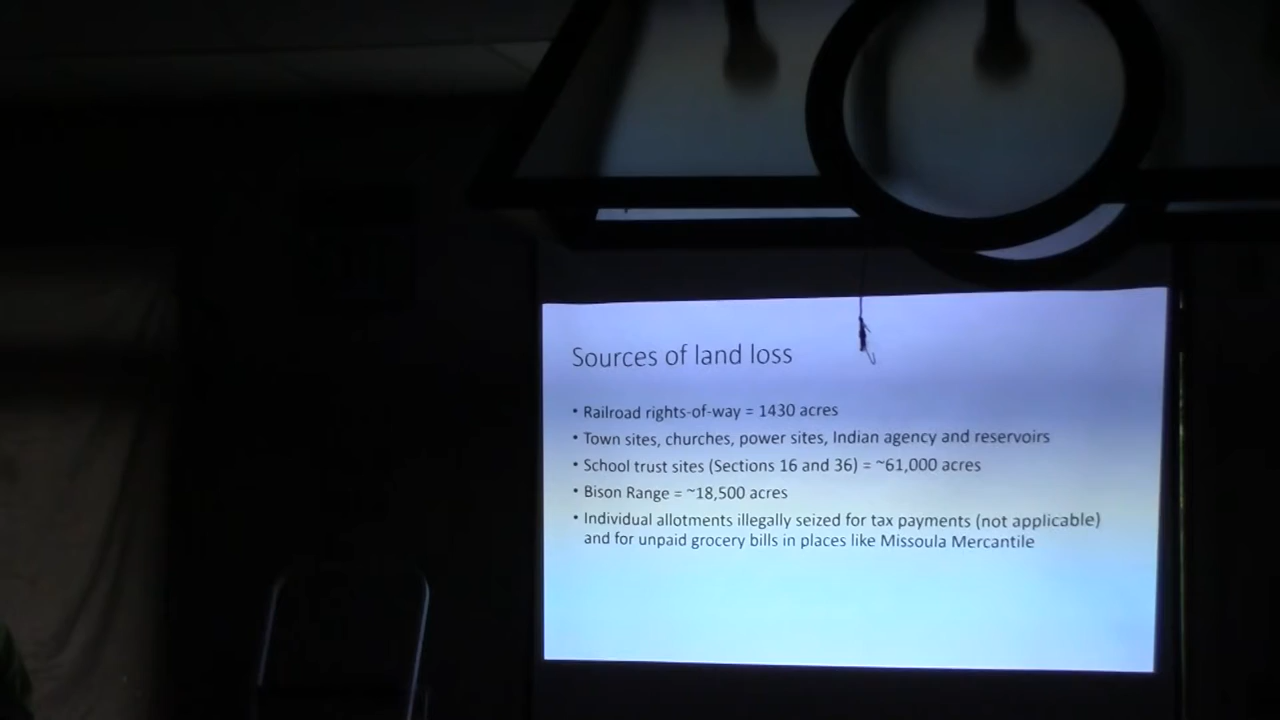 Sources of land loss
• Railroad rights-of-way = 1430 acres
• Town sites, churches, power sites, Indian agency and reservoirs
• School trust sites (Sections 16 and 36) = ~61,000 acres
• Bison Range = ~18,500 acres
• Individual allotments illegally seized for tax payments (not applicable)
and for unpaid grocery bills in places like Missoula Mercantile